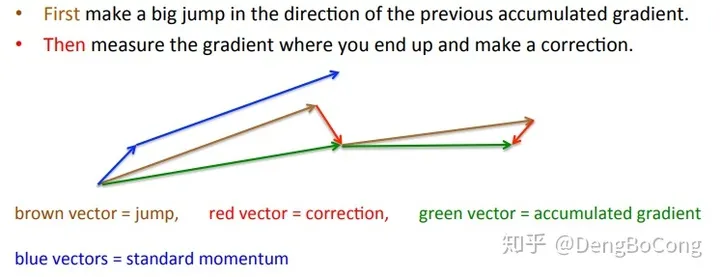 • First make a big jump in the direction of the previous accumulated gradient.
• Then measure the gradient where you end up and make a correction.
brown vector = jump, red vector = correction, green vector = accumulated gradient
blue vectors = standard momentum
知乎 @DengBoCong